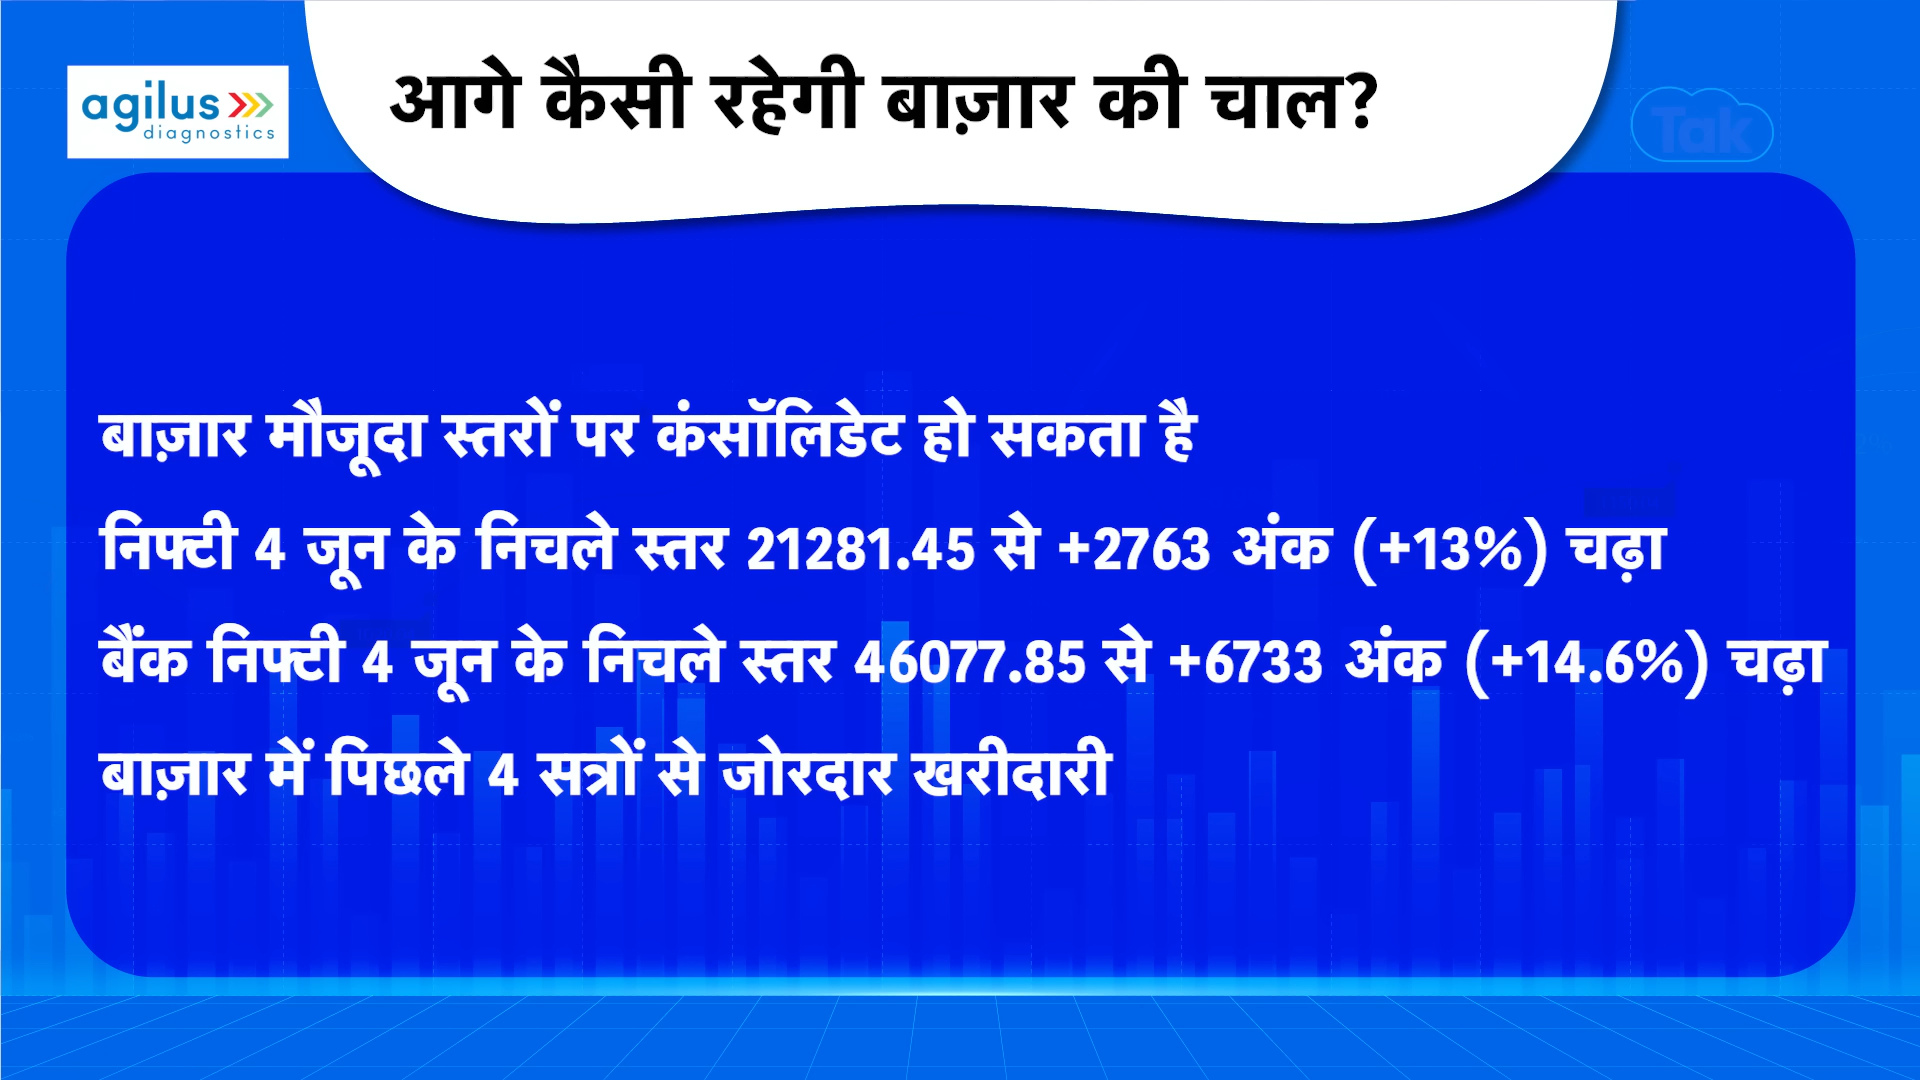 आगे कैसी रहेगी बाज़ार की चाल?
agilus
diagnostics
Tak
बाज़ार मौजूदा स्तरों पर कंसॉलिडेट हो सकता है
निफ्टी 4 जून के निचले स्तर 21281.45 से +2763 अंक (+13%) चढ़ा
बैंक निफ्टी 4 जून के निचले स्तर 46077.85 से +6733 अंक (+14.6%) चढ़ा
बाज़ार में पिछले 4 सत्रों से जोरदार खरीदारी